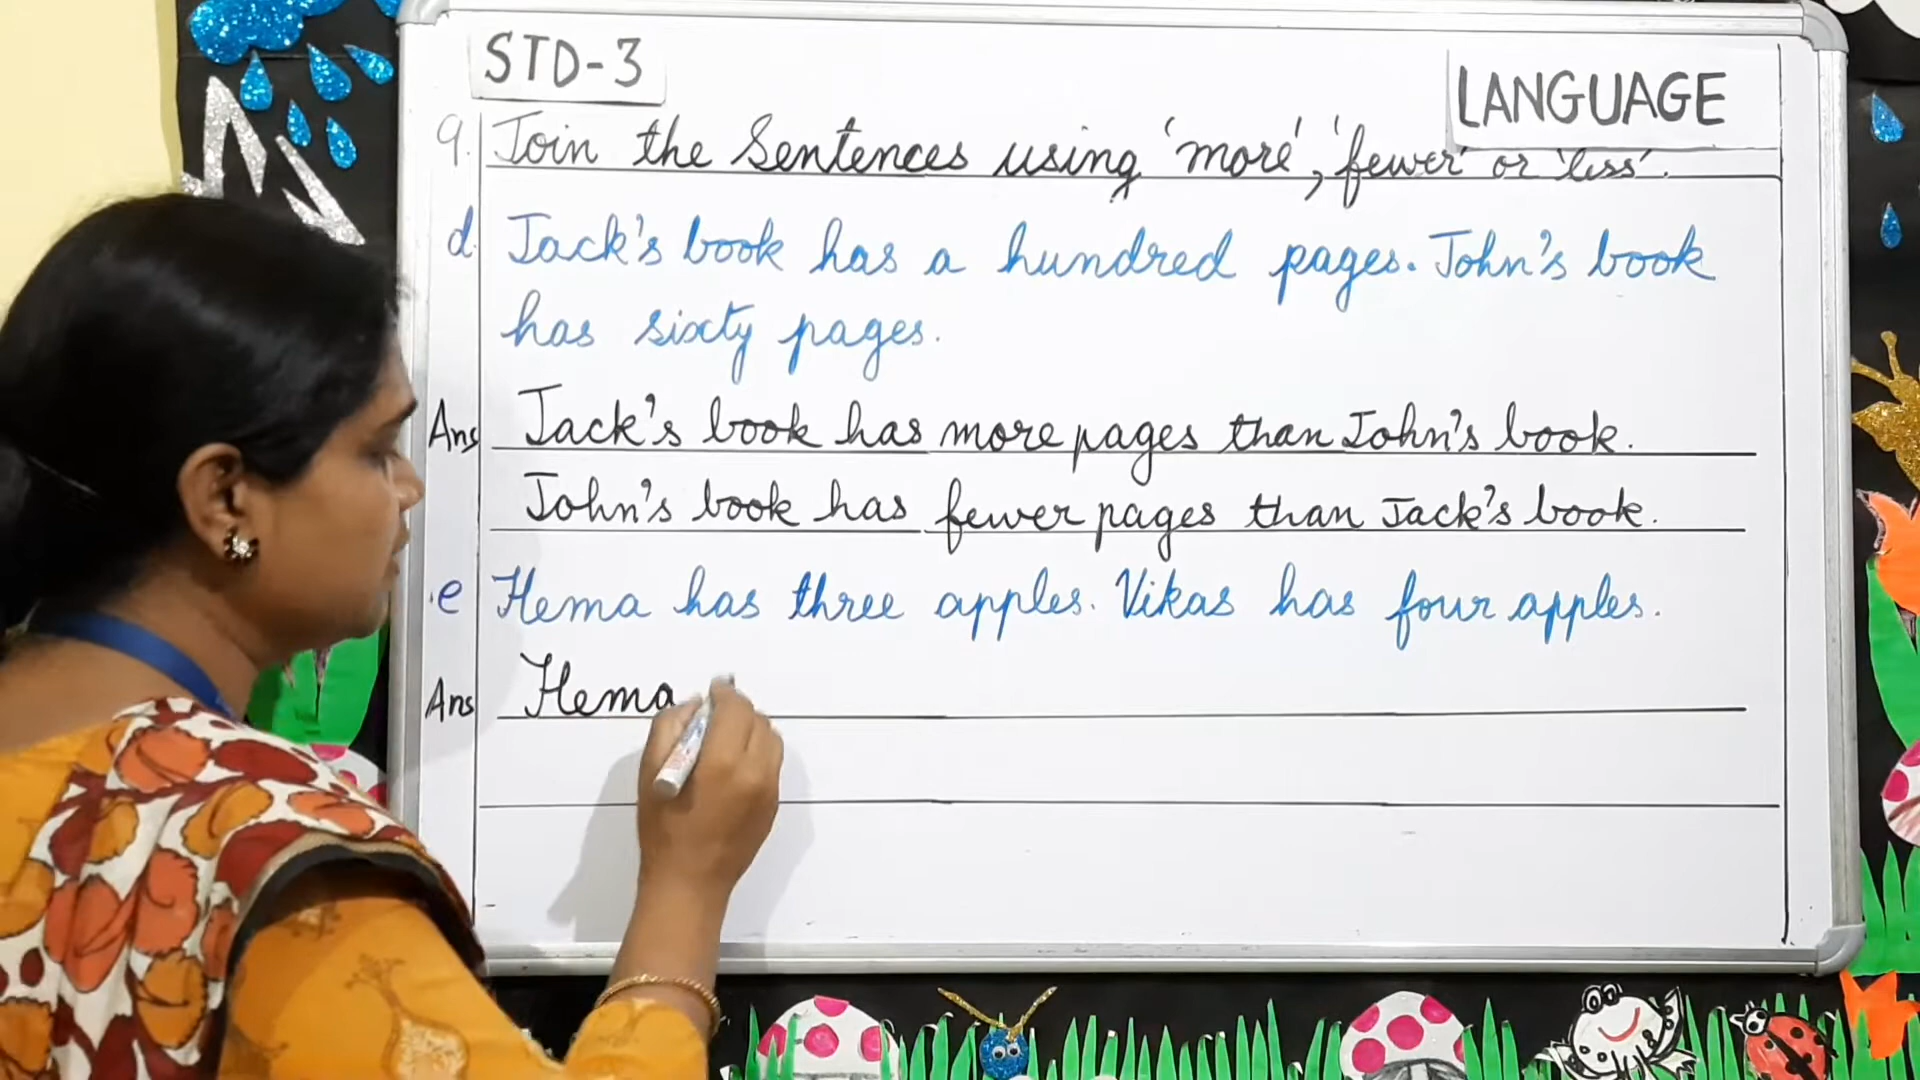 STD-3
LANGUAGE
9. Join the Sentences using 'more', 'fewer' or 'less'.
d. Jack's book has a hundred pages. John's book
has sixty pages.
Ans Jack's book has more pages than John's book.
John's book has fewer pages than Jack's book.
e Hema has three apples. Vikas has four apples.
Ans Hema